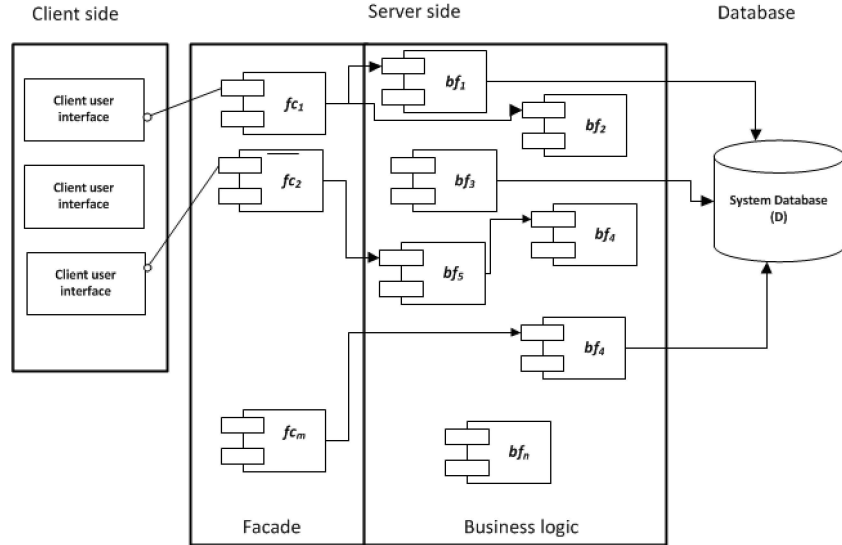 Client side
Server side
Database
Client user
interface
Client user
interface
Client user
interface
fc1
fc2
fcm
bf1
bf2
bf3
bf4
bf5
bf4
bfn
System Database
(D)
Facade
Business logic